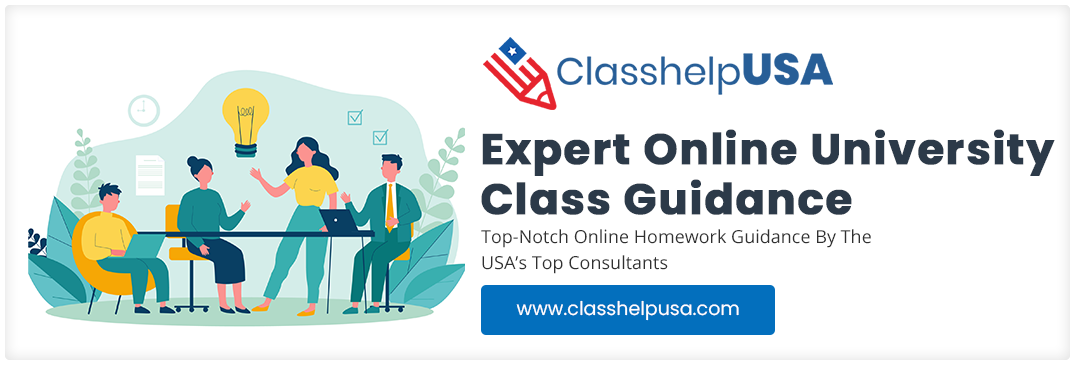 ClasshelpUSA
Expert Online University
Class Guidance
Top-Notch Online Homework Guidance By The
USA’s Top Consultants
www.classhelpusa.com